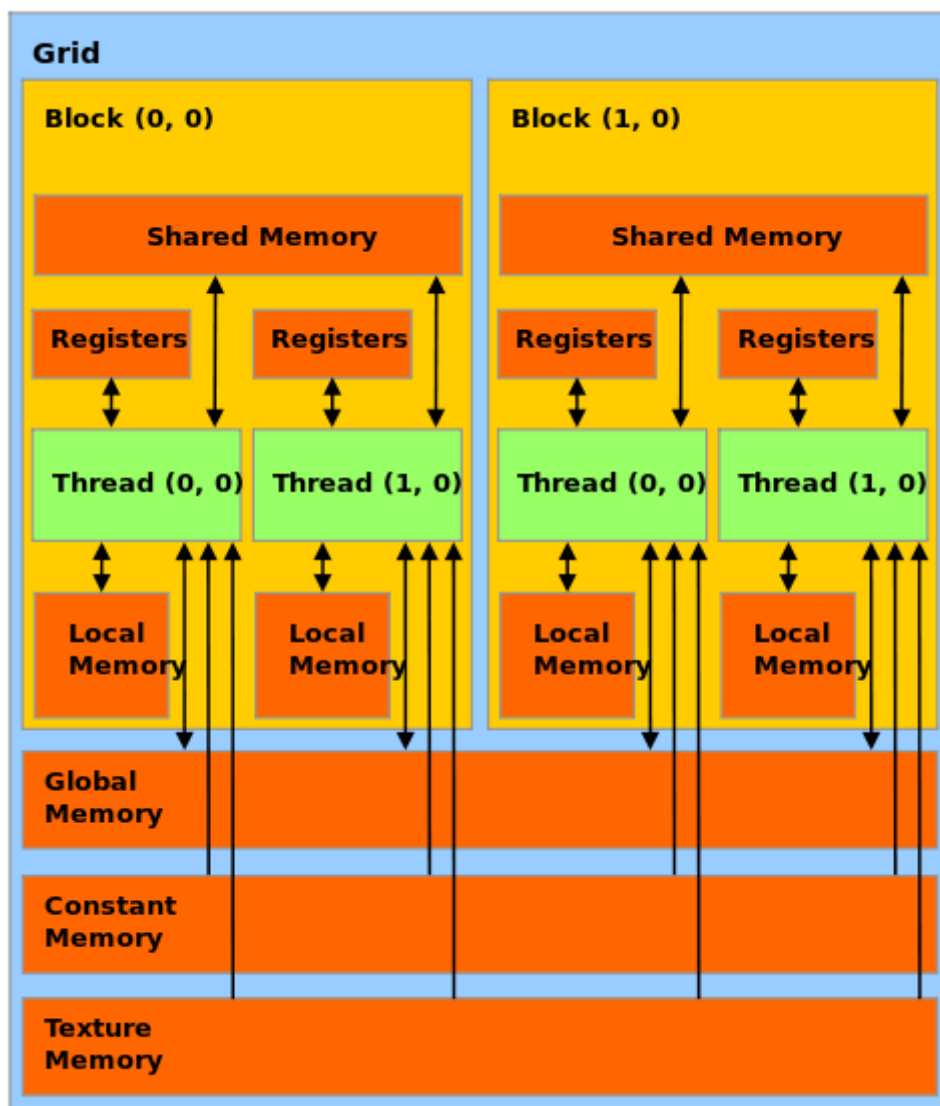 Grid
Block (0, 0)
Block (1, 0)
Shared Memory
Shared Memory
Registers
Registers
Registers
Registers
Thread (0, 0)
Thread (1, 0)
Thread (0, 0)
Thread (1, 0)
Local
Memory
Local
Memory
Local
Memory
Local
Memory
Global
Memory
Constant
Memory
Texture
Memory